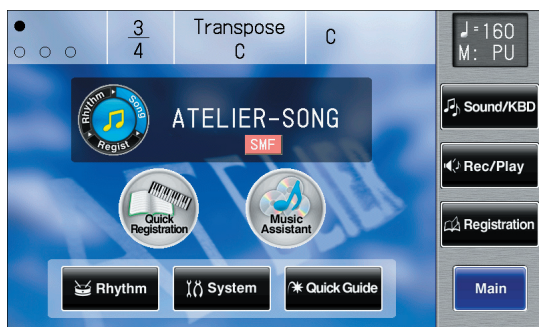 3
4
Transpose
C
C
♩=160
M: PU
Rhythm
Song
Regist
ATELIER-SONG
SMF
Sound/KBD
Rec/Play
Registration
Main
Quick
Registration
Music
Assistant
Rhythm
System
Quick Guide
ATELIER